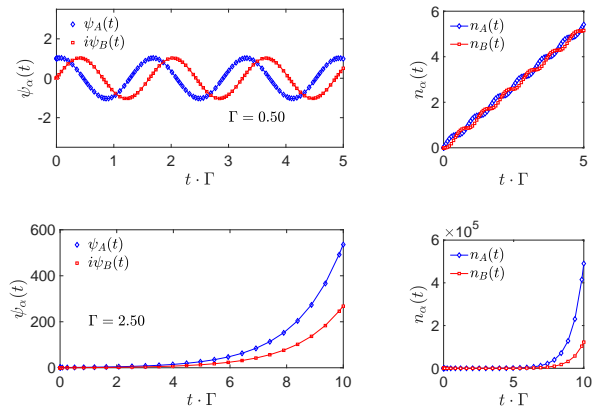 ψ_A(t)
iψ_B(t)
2
0
-2
ψ_α(t)
Γ = 0.50
0 1 2 3 4 5
t · Γ
n_A(t)
n_B(t)
6
4
2
0
n_α(t)
0 5
t · Γ
ψ_A(t)
iψ_B(t)
600
400
200
0
ψ_α(t)
Γ = 2.50
0 2 4 6 8 10
t · Γ
×10^5
n_A(t)
n_B(t)
6
4
2
0
n_α(t)
0 5 10
t · Γ